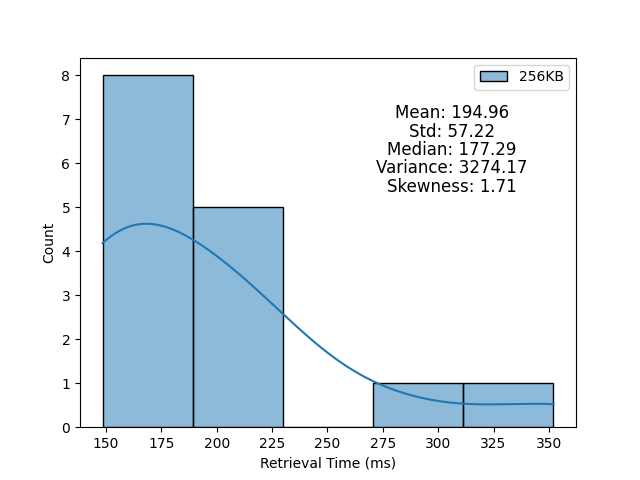 256KB
Mean: 194.96
Std: 57.22
Median: 177.29
Variance: 3274.17
Skewness: 1.71
8
7
6
5
4
3
2
1
0
Count
150 175 200 225 250 275 300 325 350
Retrieval Time (ms)